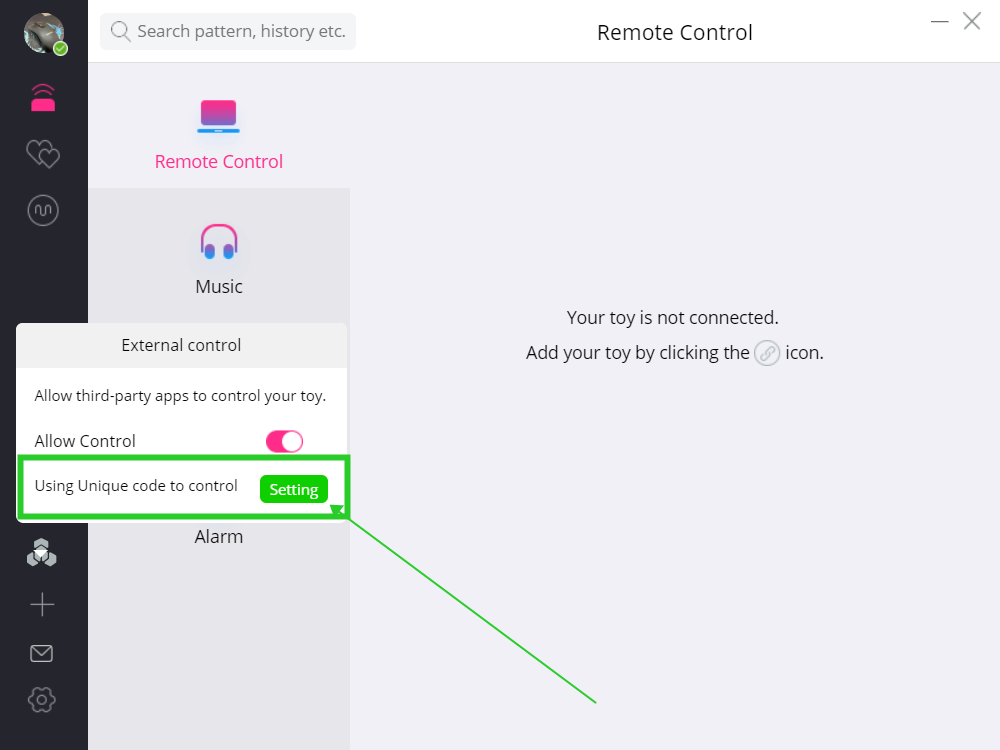 Search pattern, history etc.
Remote Control
Remote Control
Music
Your toy is not connected.
Add your toy by clicking the icon.
External control
Allow third-party apps to control your toy.
Allow Control
Using Unique code to control
Setting
Alarm